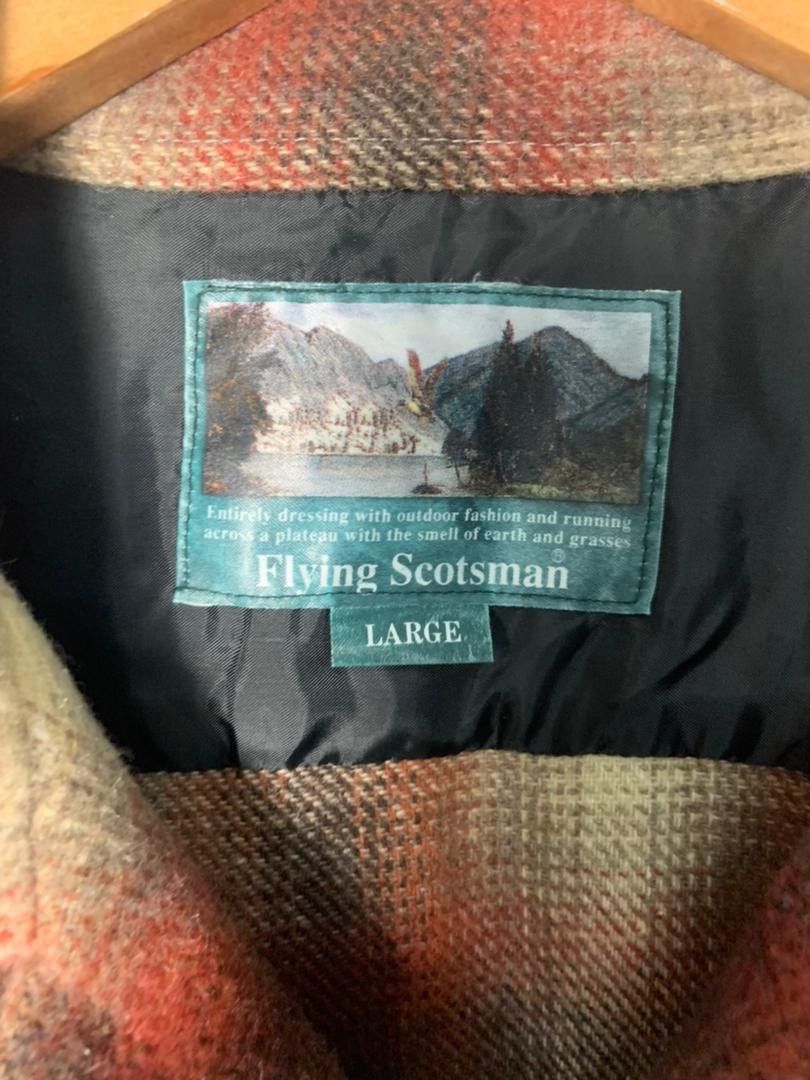 Entirely dressing with outdoor fashion and running
across a plateau with the smell of earth and grasses
Flying Scotsman®
LARGE